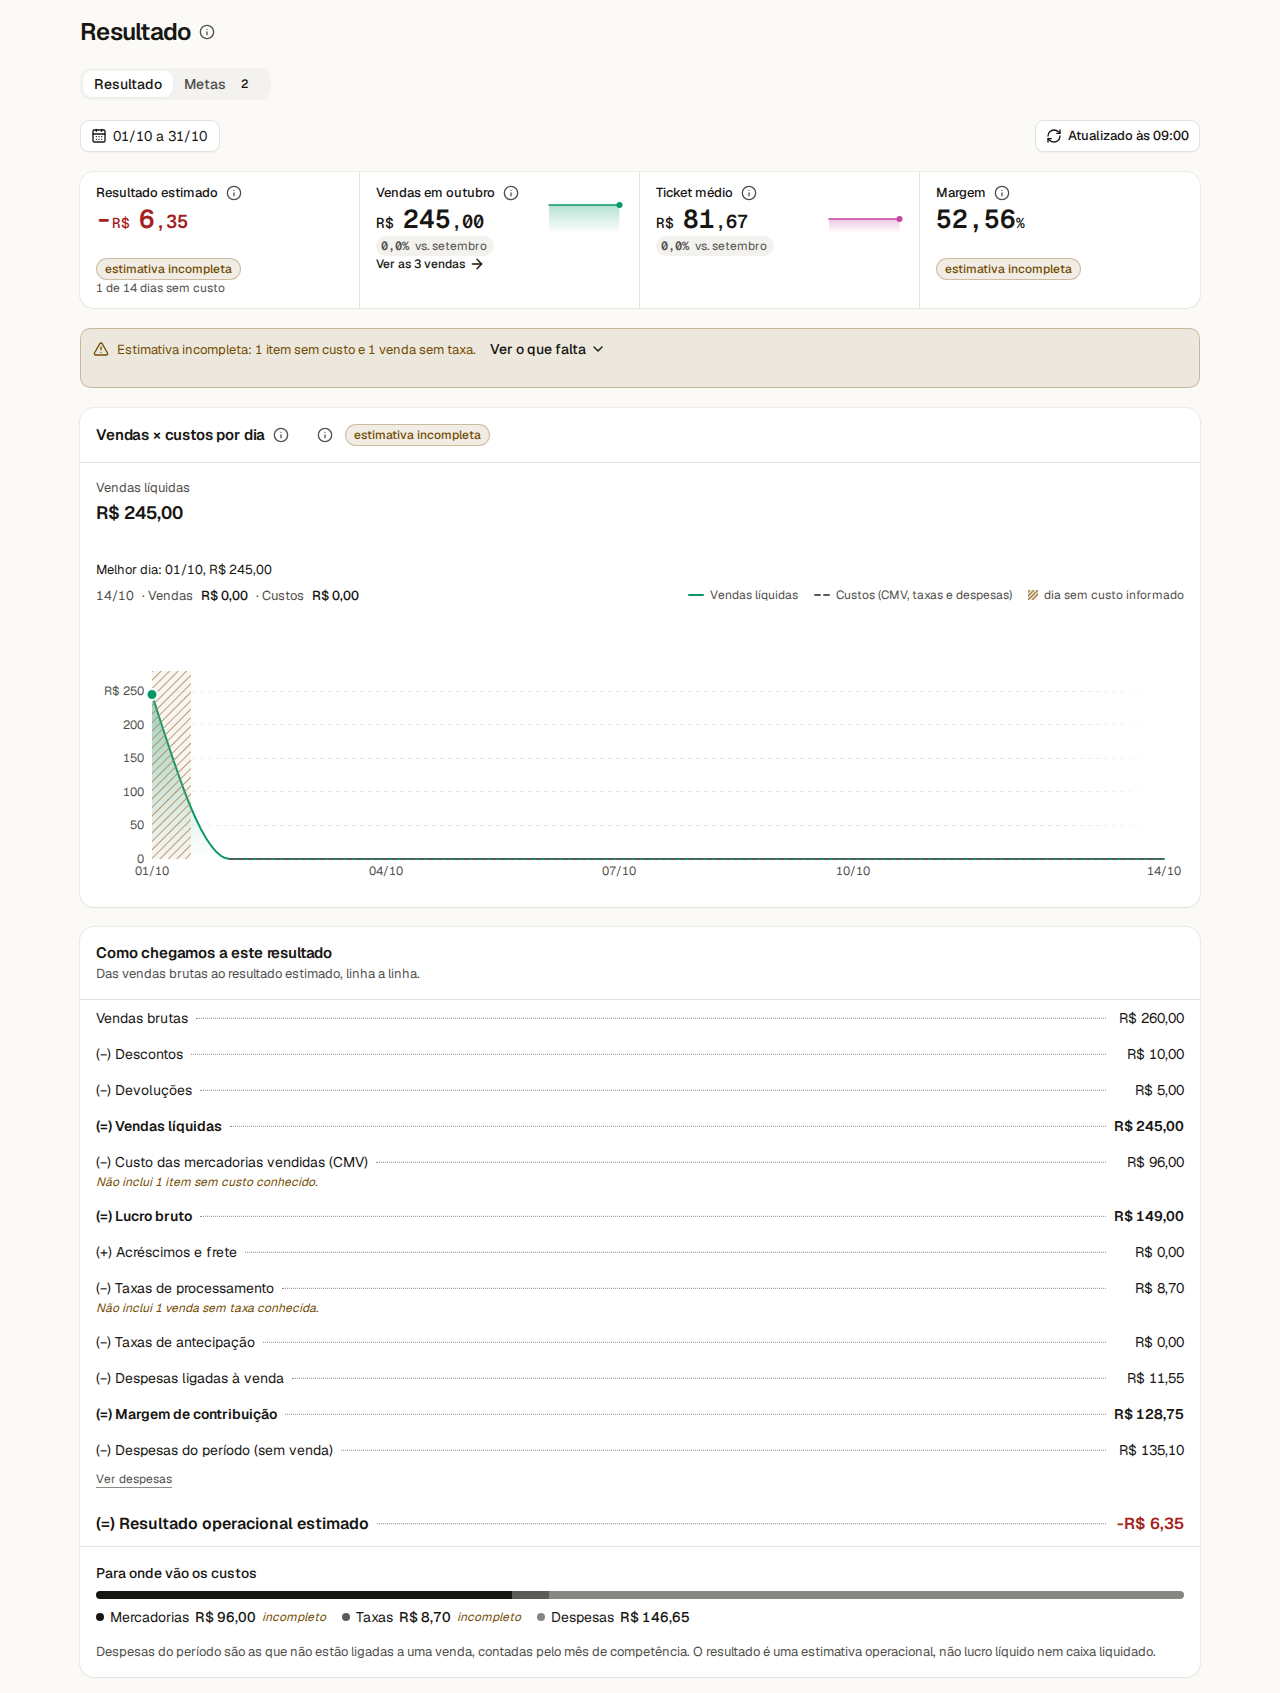 Resultado
Resultado Metas 2
01/10 a 31/10
Atualizado às 09:00
Resultado estimado
-R$ 6,35
estimativa incompleta
1 de 14 dias sem custo
Vendas em outubro
R$ 245,00
0,0% vs. setembro
Ver as 3 vendas
Ticket médio
R$ 81,67
0,0% vs. setembro
Margem
52,56%
estimativa incompleta
Estimativa incompleta: 1 item sem custo e 1 venda sem taxa. Ver o que falta
Vendas × custos por dia estimativa incompleta
Vendas líquidas
R$ 245,00
Melhor dia: 01/10, R$ 245,00
14/10 · Vendas R$ 0,00 · Custos R$ 0,00
Vendas líquidas Custos (CMV, taxas e despesas) dia sem custo informado
R$ 250
200
150
100
50
0
01/10 04/10 07/10 10/10 14/10
Como chegamos a este resultado
Das vendas brutas ao resultado estimado, linha a linha.
Vendas brutas R$ 260,00
(−) Descontos R$ 10,00
(−) Devoluções R$ 5,00
(=) Vendas líquidas R$ 245,00
(−) Custo das mercadorias vendidas (CMV) R$ 96,00
Não inclui 1 item sem custo conhecido.
(=) Lucro bruto R$ 149,00
(+) Acréscimos e frete R$ 0,00
(−) Taxas de processamento R$ 8,70
Não inclui 1 venda sem taxa conhecida.
(−) Taxas de antecipação R$ 0,00
(−) Despesas ligadas à venda R$ 11,55
(=) Margem de contribuição R$ 128,75
(−) Despesas do período (sem venda) R$ 135,10
Ver despesas
(=) Resultado operacional estimado -R$ 6,35
Para onde vão os custos
Mercadorias R$ 96,00 incompleto Taxas R$ 8,70 incompleto Despesas R$ 146,65
Despesas do período são as que não estão ligadas a uma venda, contadas pelo mês de competência. O resultado é uma estimativa operacional, não lucro líquido nem caixa liquidado.